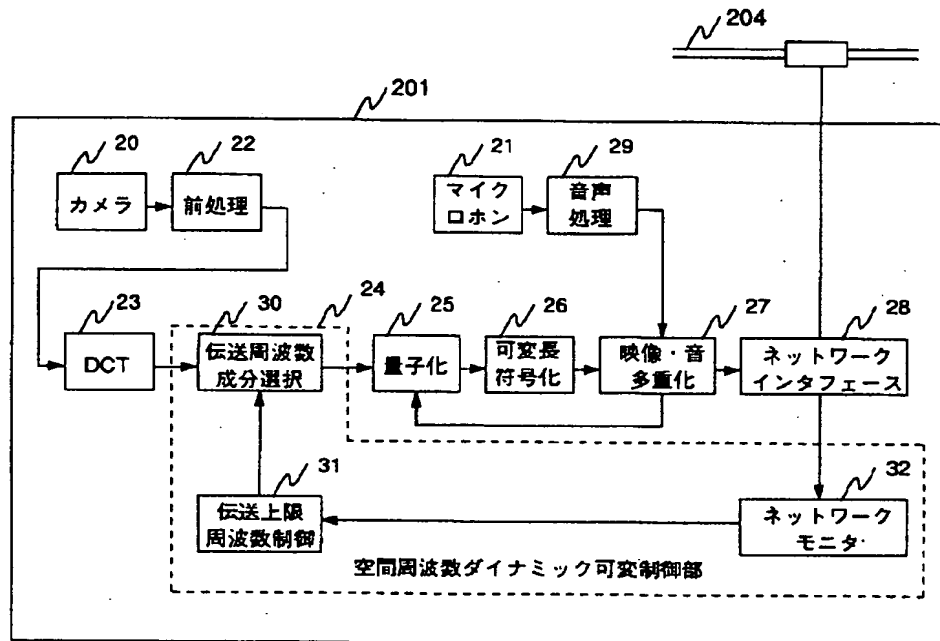 204
201
20
22
21
29
カメラ
前処理
マイク
ロホン
音声
処理
23
30
24
25
26
27
28
DCT
伝送周波数
成分選択
量子化
可変長
符号化
映像・音
多重化
ネットワーク
インタフェース
31
32
伝送上限
周波数制御
ネットワーク
モニタ
空間周波数ダイナミック可変制御部